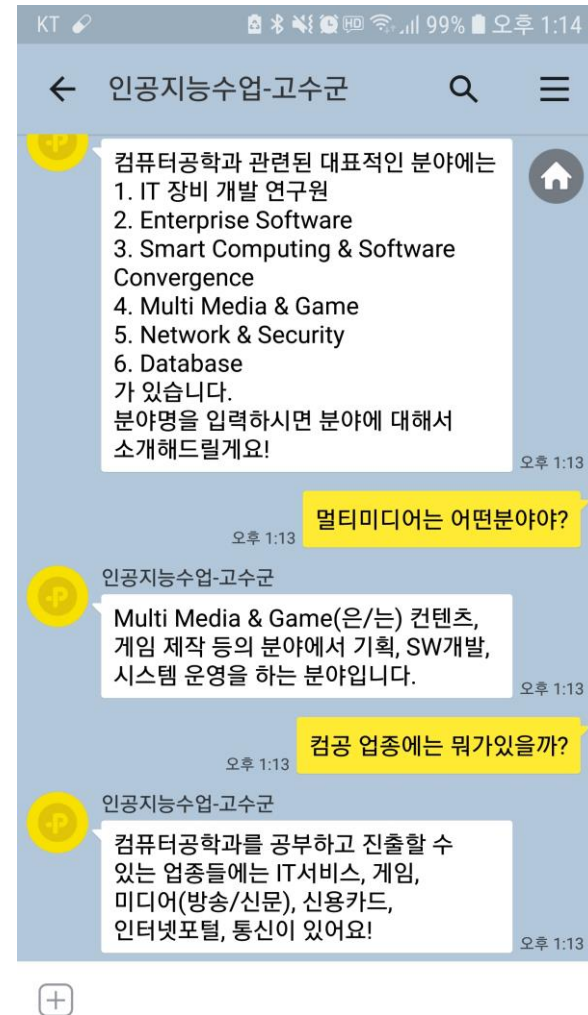 KT 99% 오후 1:14
인공지능수업-고수군
컴퓨터공학과 관련된 대표적인 분야에는
1. IT 장비 개발 연구원
2. Enterprise Software
3. Smart Computing & Software
Convergence
4. Multi Media & Game
5. Network & Security
6. Database
가 있습니다.
분야명을 입력하시면 분야에 대해서
소개해드릴게요!
오후 1:13
멀티미디어는 어떤분야야?
오후 1:13
인공지능수업-고수군
Multi Media & Game(은/는) 컨텐츠,
게임 제작 등의 분야에서 기획, SW개발,
시스템 운영을 하는 분야입니다.
오후 1:13
컴공 업종에는 뭐가있을까?
오후 1:13
인공지능수업-고수군
컴퓨터공학과를 공부하고 진출할 수
있는 업종들에는 IT서비스, 게임,
미디어(방송/신문), 신용카드,
인터넷포털, 통신이 있어요!
오후 1:13